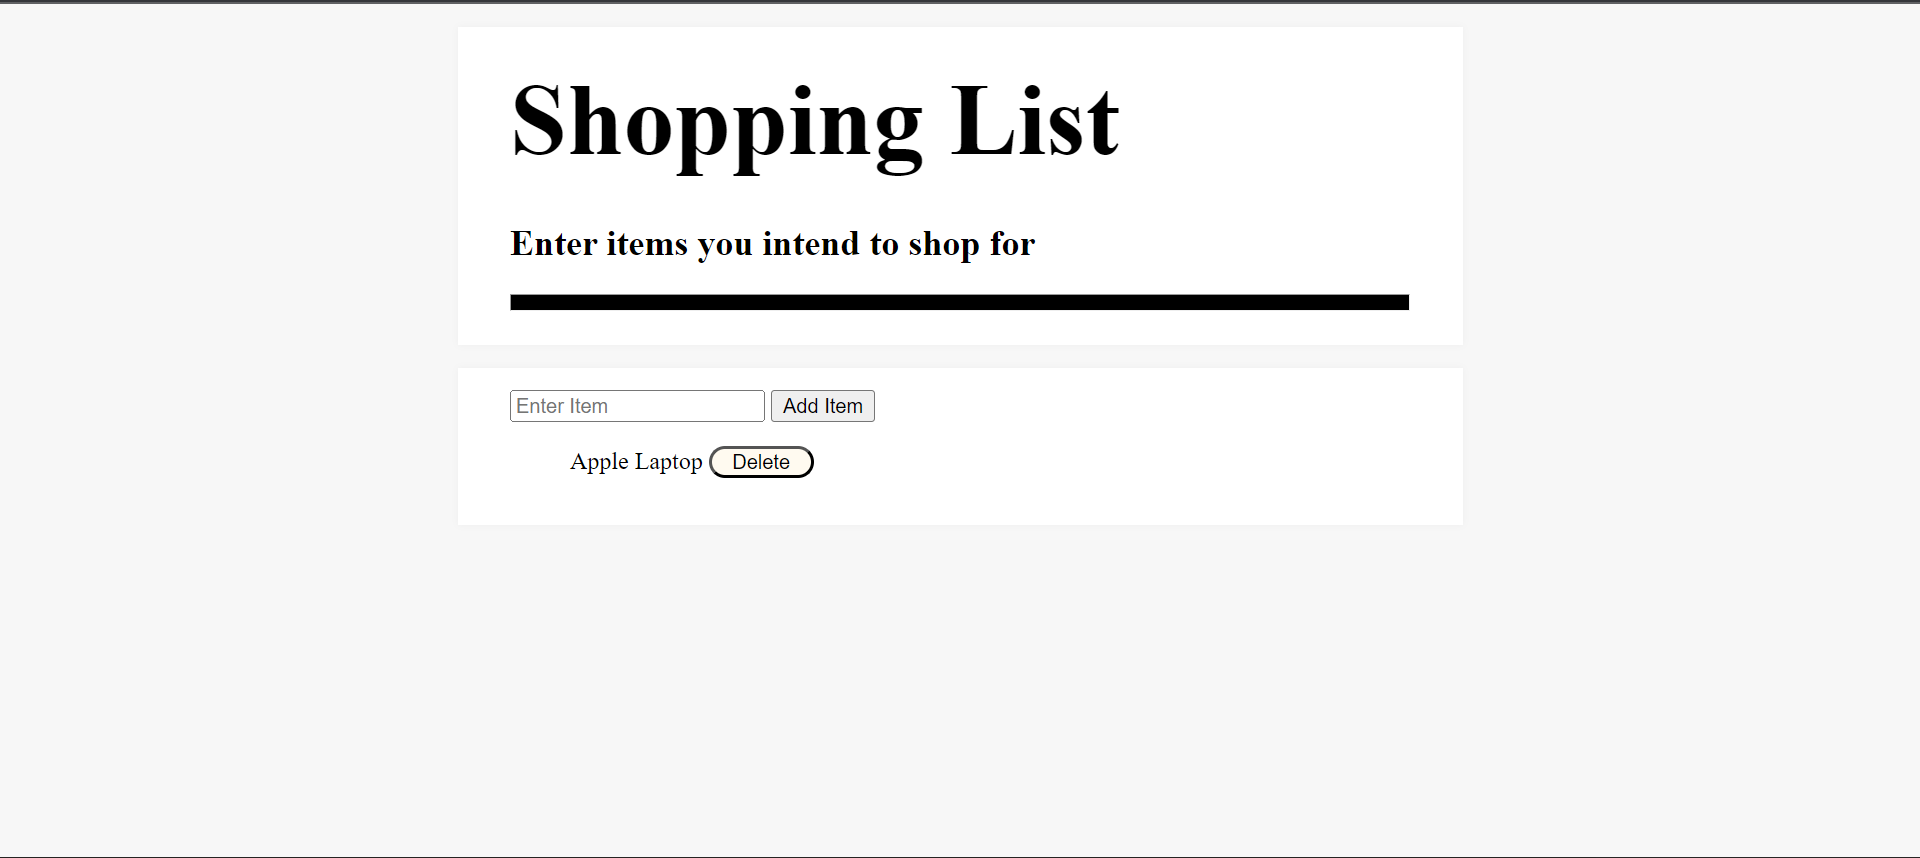 Shopping List
Enter items you intend to shop for
Enter Item Add Item
Apple Laptop Delete